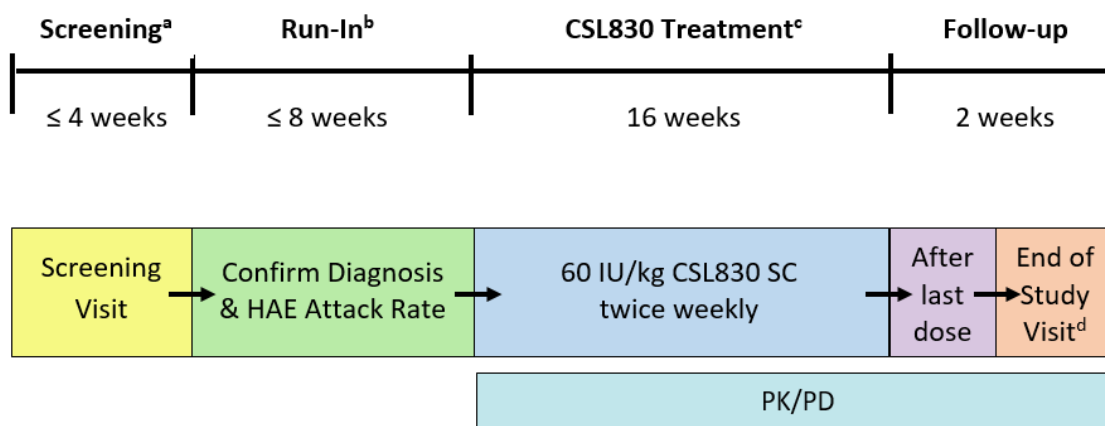 Screeningᵃ Run-Inᵇ CSL830 Treatmentᶜ Follow-up
≤ 4 weeks ≤ 8 weeks 16 weeks 2 weeks
Screening
Visit
Confirm Diagnosis
& HAE Attack Rate
60 IU/kg CSL830 SC
twice weekly
After
last
dose
End of
Study
Visitᵈ
PK/PD